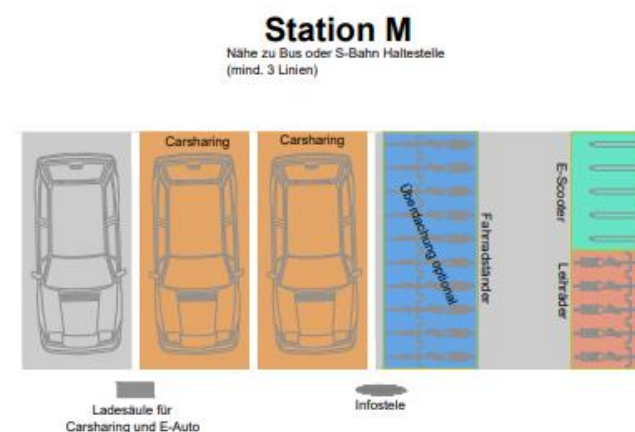 Station M
Nähe zu Bus oder S-Bahn Haltestelle
(mind. 3 Linien)
Carsharing
Carsharing
Überdachung optional
Fahrradständer
E-Scooter
Leihräder
Ladesäule für
Carsharing und E-Auto
Infostele